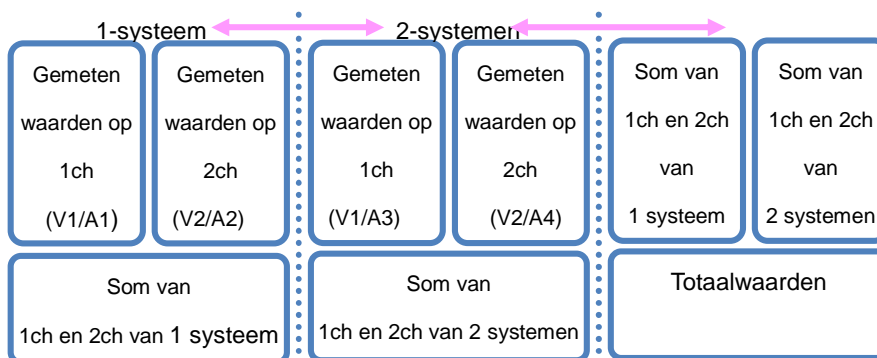 1-systeem
2-systemen
Gemeten
waarden op
1ch
(V1/A1)
Gemeten
waarden op
2ch
(V2/A2)
Gemeten
waarden op
1ch
(V1/A3)
Gemeten
waarden op
2ch
(V2/A4)
Som van
1ch en 2ch
van
1 systeem
Som van
1ch en 2ch
van
2 systemen
Som van
1ch en 2ch van 1 systeem
Som van
1ch en 2ch van 2 systemen
Totaalwaarden